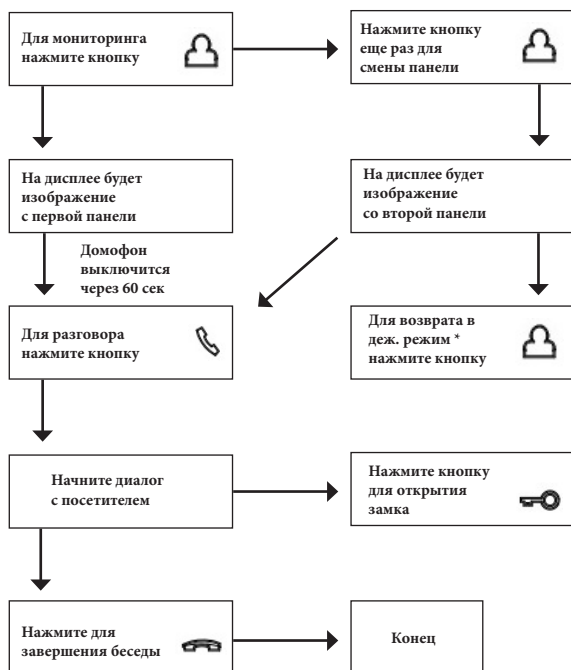 Для мониторинга
нажмите кнопку
Нажмите кнопку
еще раз для
смены панели
На дисплее будет
изображение
с первой панели
На дисплее будет
изображение
со второй панели
Домофон
выключится
через 60 сек
Для разговора
нажмите кнопку
Для возврата в
деж. режим *
нажмите кнопку
Начните диалог
с посетителем
Нажмите кнопку
для открытия
замка
Нажмите для
завершения беседы
Конец